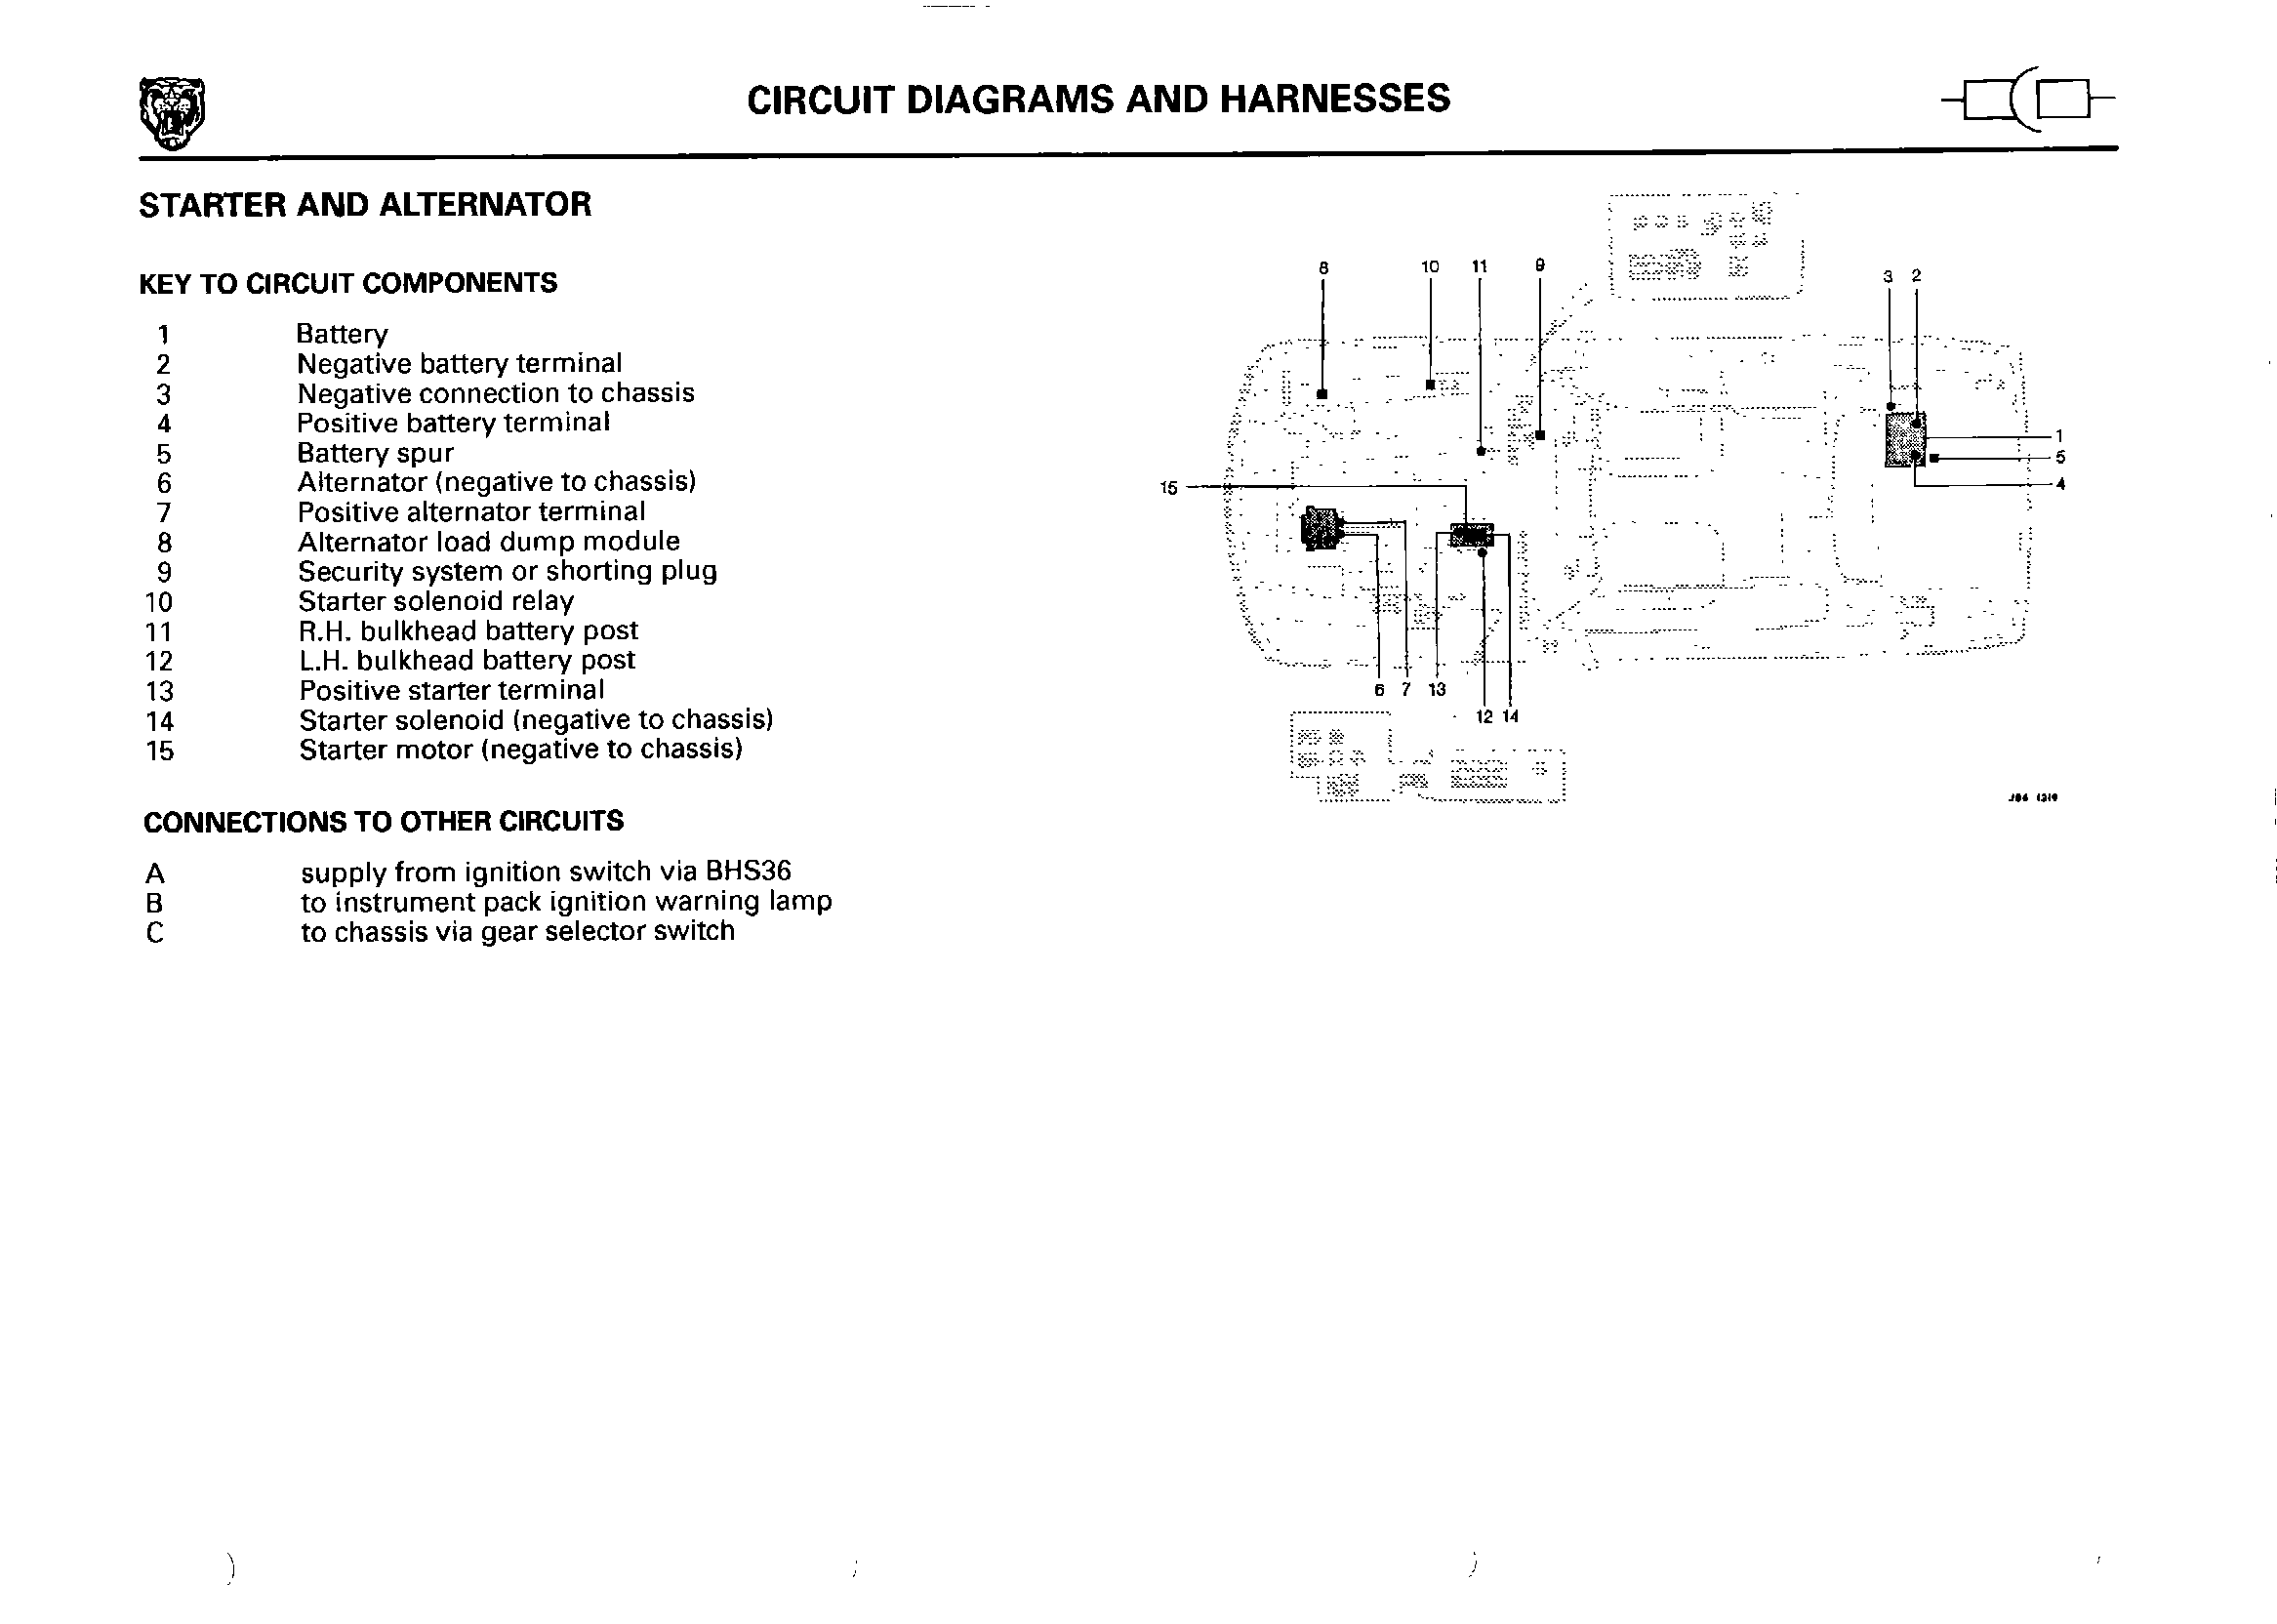 CIRCUIT DIAGRAMS AND HARNESSES
STARTER AND ALTERNATOR
KEY TO CIRCUIT COMPONENTS
1 Battery
2 Negative battery terminal
3 Negative connection to chassis
4 Positive battery terminal
5 Battery spur
6 Alternator (negative to chassis)
7 Positive alternator terminal
8 Alternator load dump module
9 Security system or shorting plug
10 Starter solenoid relay
11 R.H. bulkhead battery post
12 L.H. bulkhead battery post
13 Positive starter terminal
14 Starter solenoid (negative to chassis)
15 Starter motor (negative to chassis)
CONNECTIONS TO OTHER CIRCUITS
A supply from ignition switch via BHS36
B to instrument pack ignition warning lamp
C to chassis via gear selector switch
8 10 11 9 3 2
1
5
4
15
6 7 13
12 14